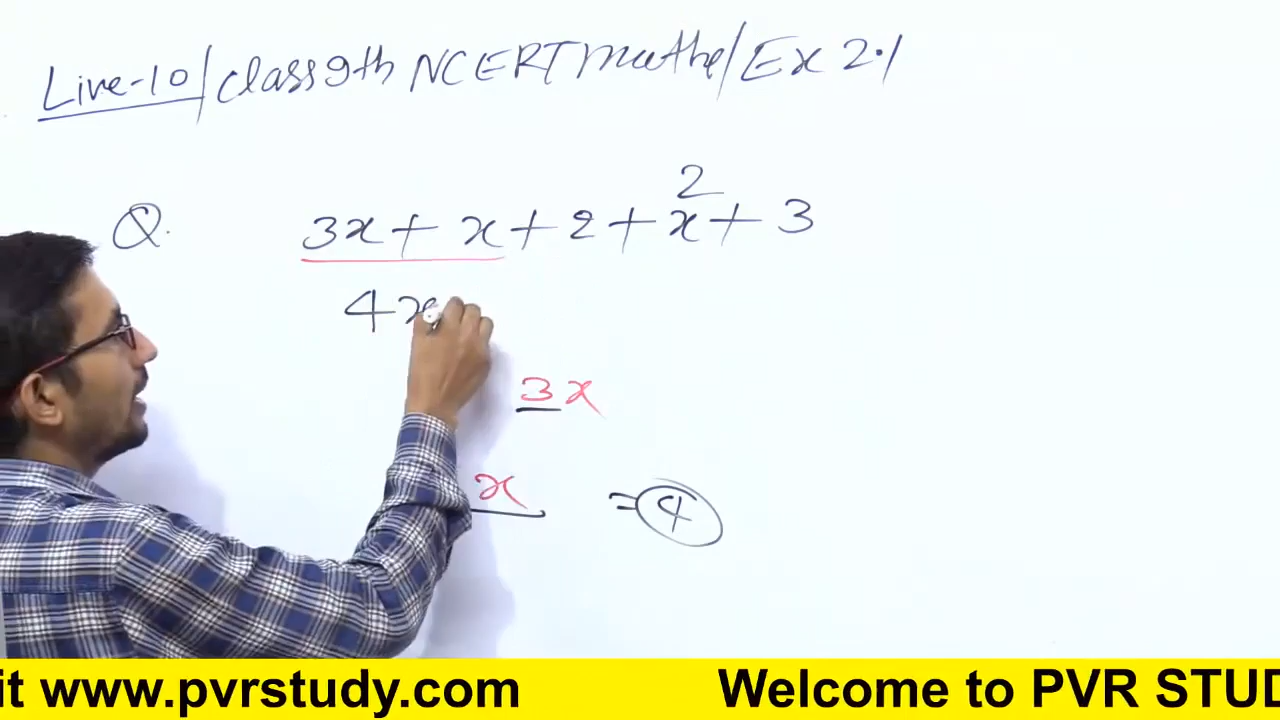 Live-10/class 9th NCERT maths/Ex 2.1
Q. 3x + x + 2 + x² + 3
4x
3x
x = 4
it www.pvrstudy.com Welcome to PVR STUD